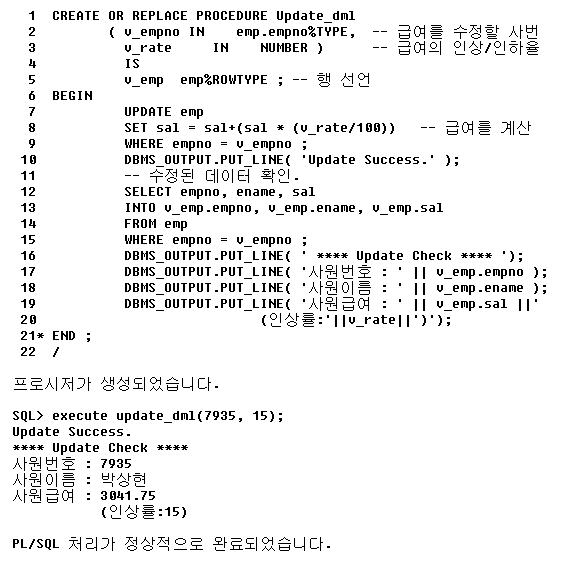 1 CREATE OR REPLACE PROCEDURE Update_dml
2 ( v_empno IN emp.empno%TYPE, -- 급여를 수정할 사번
3 v_rate IN NUMBER ) -- 급여의 인상/인하율
4 IS
5 v_emp emp%ROWTYPE ; -- 행 선언
6 BEGIN
7 UPDATE emp
8 SET sal = sal+(sal * (v_rate/100)) -- 급여를 계산
9 WHERE empno = v_empno ;
10 DBMS_OUTPUT.PUT_LINE( 'Update Success.' );
11 -- 수정된 데이터 확인.
12 SELECT empno, ename, sal
13 INTO v_emp.empno, v_emp.ename, v_emp.sal
14 FROM emp
15 WHERE empno = v_empno ;
16 DBMS_OUTPUT.PUT_LINE( ' **** Update Check **** ');
17 DBMS_OUTPUT.PUT_LINE( '사원번호 : ' || v_emp.empno );
18 DBMS_OUTPUT.PUT_LINE( '사원이름 : ' || v_emp.ename );
19 DBMS_OUTPUT.PUT_LINE( '사원급여 : ' || v_emp.sal ||'
20 (인상률:'||v_rate||')');
21* END ;
22 /
프로시저가 생성되었습니다.
SQL> execute update_dml(7935, 15);
Update Success.
**** Update Check ****
사원번호 : 7935
사원이름 : 박상현
사원급여 : 3041.75
(인상률:15)
PL/SQL 처리가 정상적으로 완료되었습니다.